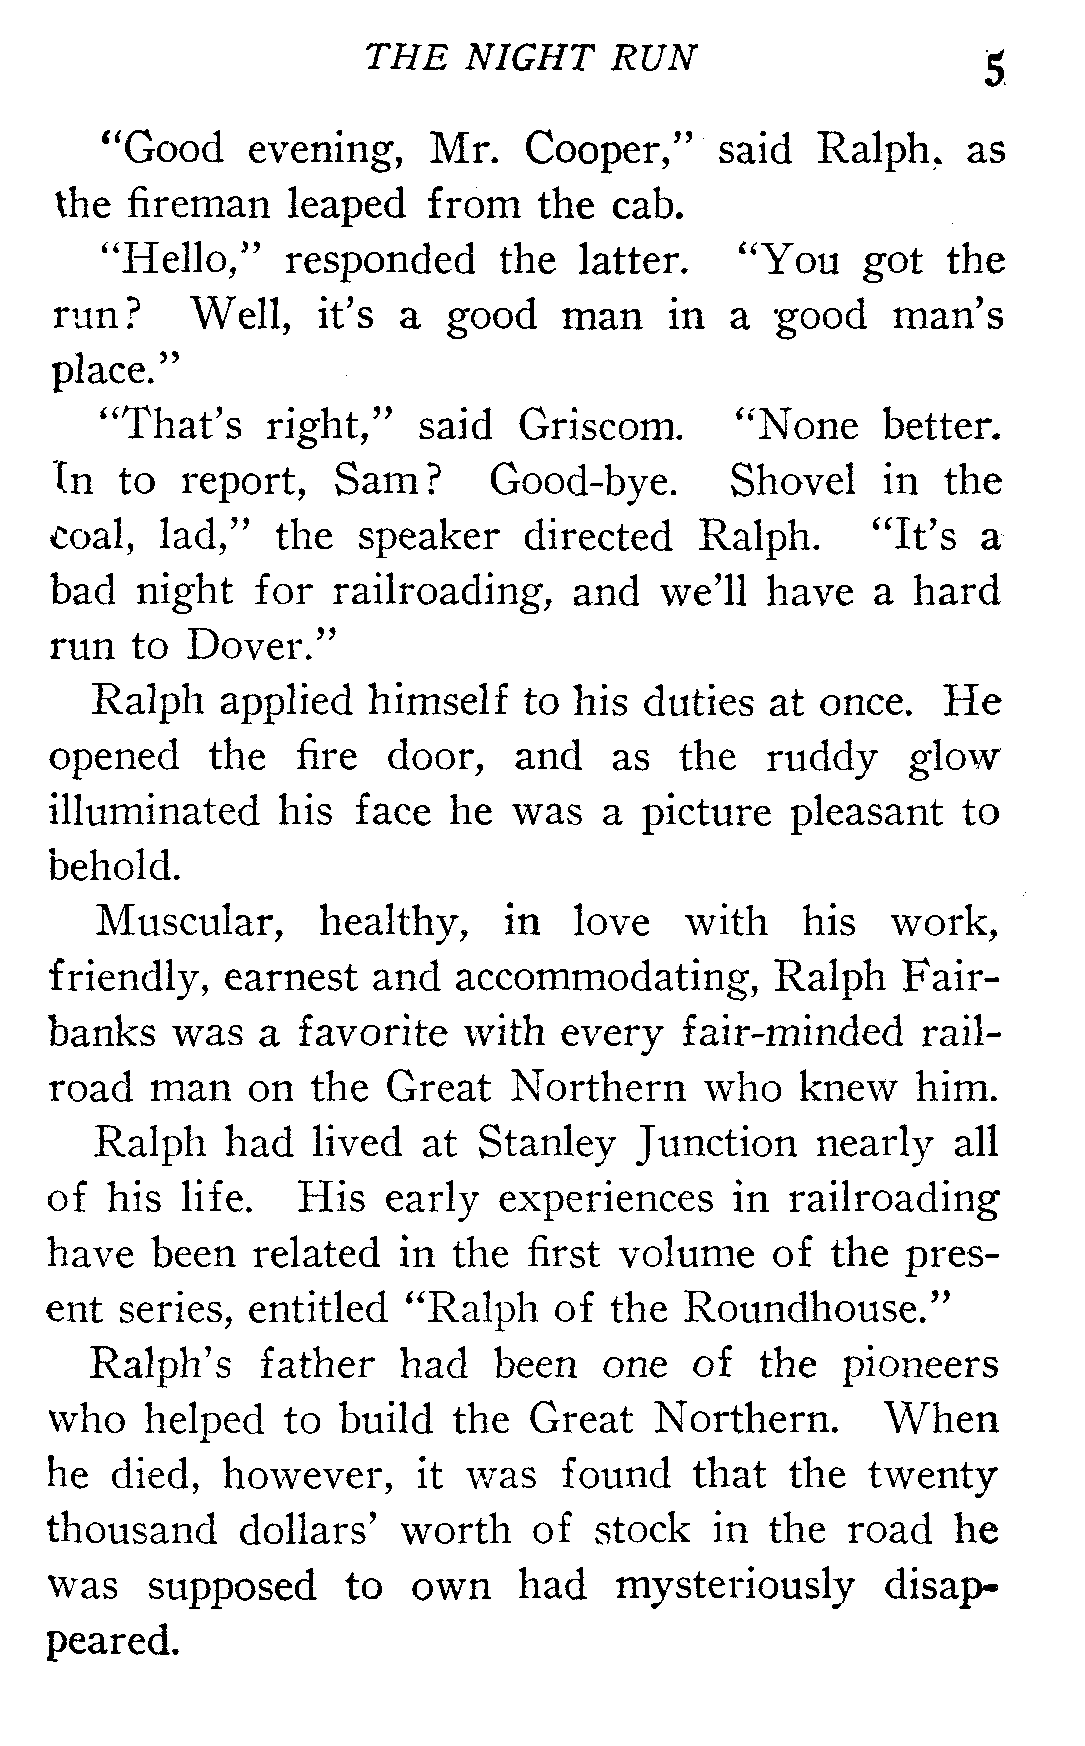 THE NIGHT RUN 5
“Good evening, Mr. Cooper,” said Ralph, as
the fireman leaped from the cab.
“Hello,” responded the latter. “You got the
run? Well, it’s a good man in a good man’s
place.”
“That’s right,” said Griscom. “None better.
In to report, Sam? Good-bye. Shovel in the
coal, lad,” the speaker directed Ralph. “It’s a
bad night for railroading, and we’ll have a hard
run to Dover.”
Ralph applied himself to his duties at once. He
opened the fire door, and as the ruddy glow
illuminated his face he was a picture pleasant to
behold.
Muscular, healthy, in love with his work,
friendly, earnest and accommodating, Ralph Fair-
banks was a favorite with every fair-minded rail-
road man on the Great Northern who knew him.
Ralph had lived at Stanley Junction nearly all
of his life. His early experiences in railroading
have been related in the first volume of the pres-
ent series, entitled “Ralph of the Roundhouse.”
Ralph’s father had been one of the pioneers
who helped to build the Great Northern. When
he died, however, it was found that the twenty
thousand dollars’ worth of stock in the road he
was supposed to own had mysteriously disap-
peared.